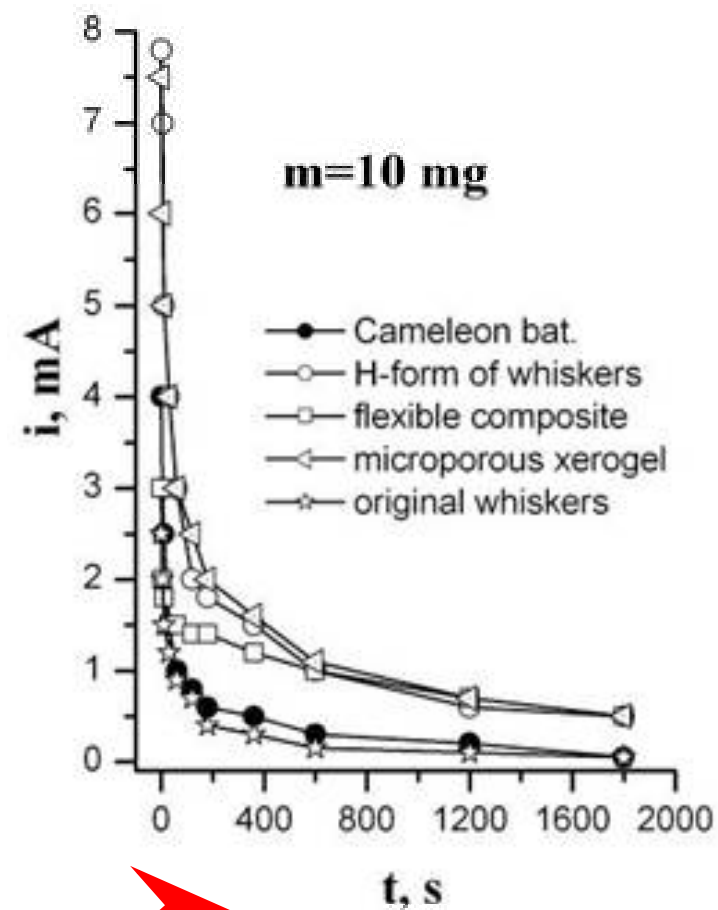 8
7
6
5
4
3
2
1
0
i, mA
m=10 mg
Cameleon bat.
H-form of whiskers
flexible composite
microporous xerogel
original whiskers
0 400 800 1200 1600 2000
t, s